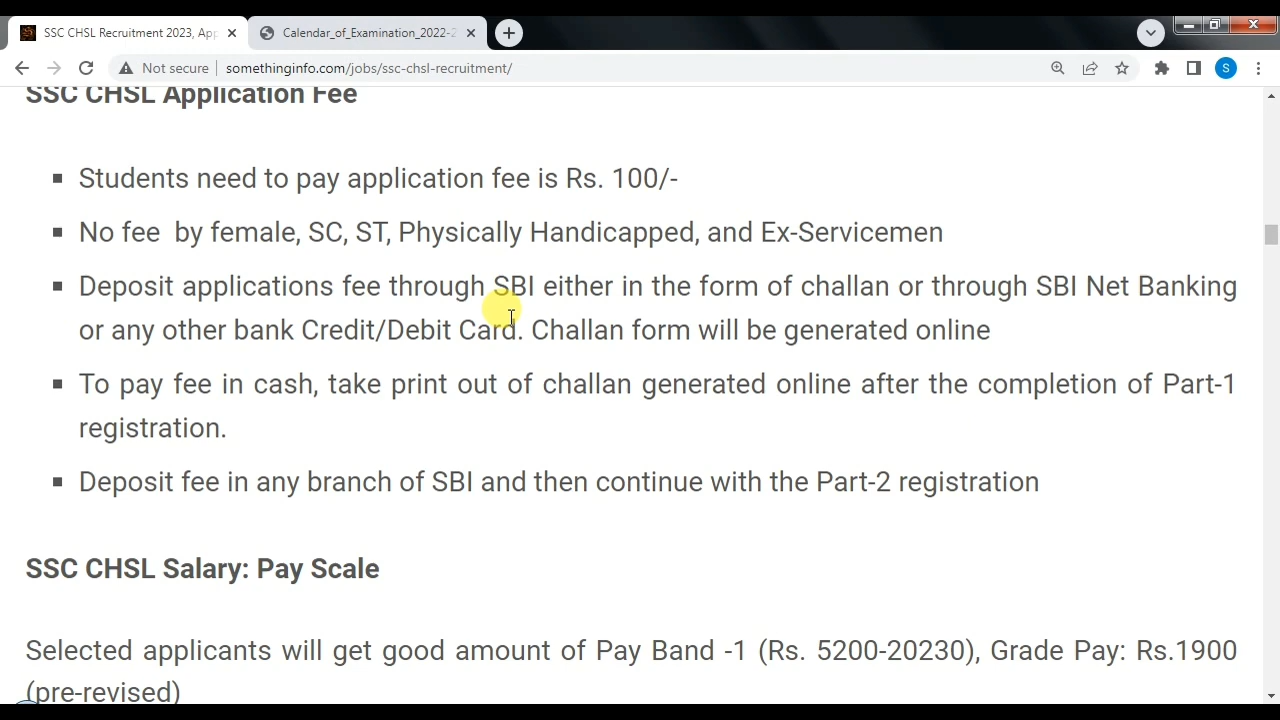 SSC CHSL Recruitment 2023, App
Calendar_of_Examination_2022-2
Not secure
somethinginfo.com/jobs/ssc-chsl-recruitment/
S
SSC CHSL Application Fee
Students need to pay application fee is Rs. 100/-
No fee by female, SC, ST, Physically Handicapped, and Ex-Servicemen
Deposit applications fee through SBI either in the form of challan or through SBI Net Banking
or any other bank Credit/Debit Card. Challan form will be generated online
To pay fee in cash, take print out of challan generated online after the completion of Part-1
registration.
Deposit fee in any branch of SBI and then continue with the Part-2 registration
SSC CHSL Salary: Pay Scale
Selected applicants will get good amount of Pay Band -1 (Rs. 5200-20230), Grade Pay: Rs.1900
(pre-revised)